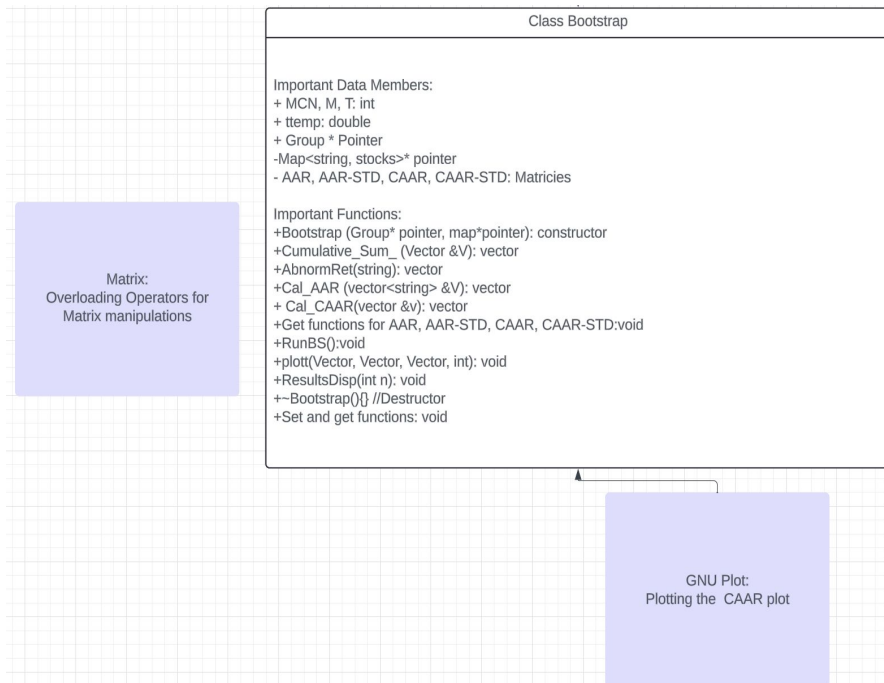 Class Bootstrap
Important Data Members:
+ MCN, M, T: int
+ ttemp: double
+ Group * Pointer
-Map<string, stocks>* pointer
- AAR, AAR-STD, CAAR, CAAR-STD: Matricies
Important Functions:
+Bootstrap (Group* pointer, map*pointer): constructor
+Cumulative_Sum_ (Vector &V): vector
+AbnormRet(string): vector
+Cal_AAR (vector<string> &V): vector
+ Cal_CAAR(vector &v): vector
+Get functions for AAR, AAR-STD, CAAR, CAAR-STD:void
+RunBS():void
+plott(Vector, Vector, Vector, int): void
+ResultsDisp(int n): void
+~Bootstrap(){} //Destructor
+Set and get functions: void
Matrix:
Overloading Operators for
Matrix manipulations
GNU Plot:
Plotting the  CAAR plot